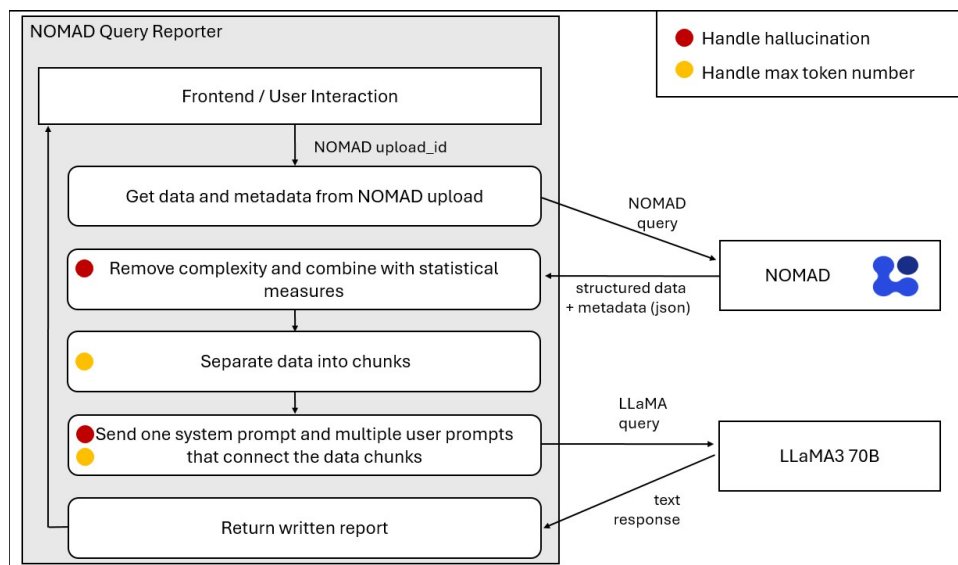 NOMAD Query Reporter
Handle hallucination
Handle max token number
Frontend / User Interaction
NOMAD upload_id
Get data and metadata from NOMAD upload
NOMAD
query
NOMAD
Remove complexity and combine with statistical
measures
structured data
+ metadata (json)
Separate data into chunks
LLaMA
query
Send one system prompt and multiple user prompts
that connect the data chunks
LLaMA3 70B
text
response
Return written report